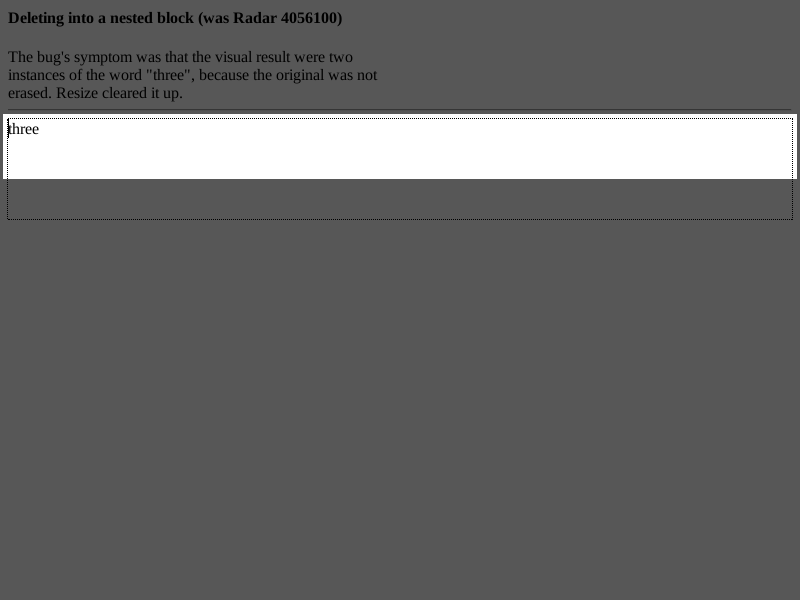 Deleting into a nested block (was Radar 4056100)
The bug's symptom was that the visual result were two
instances of the word "three", because the original was not
erased. Resize cleared it up.
three